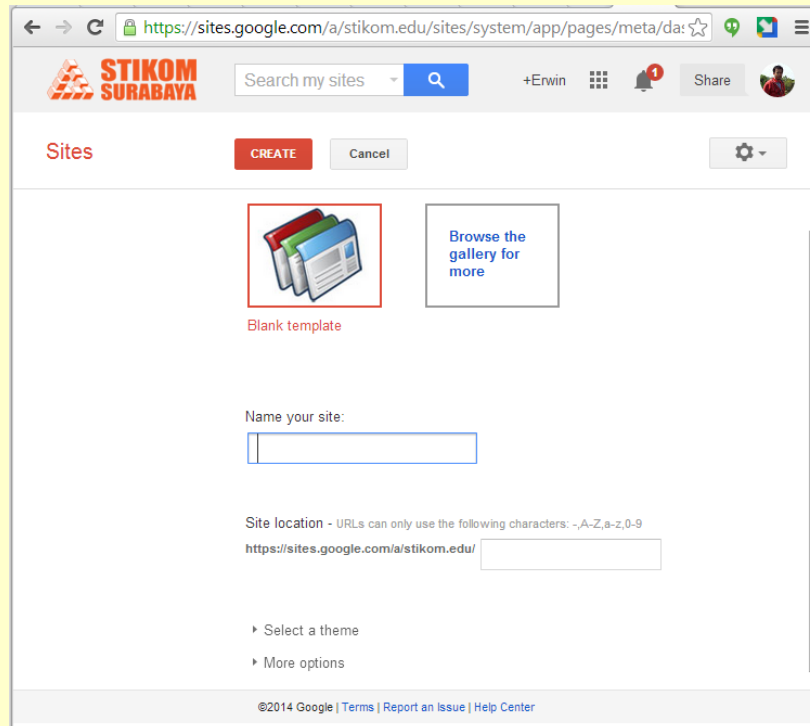 https://sites.google.com/a/stikom.edu/sites/system/app/pages/meta/das
STIKOM
SURABAYA
Search my sites
+Erwin
1
Share
Sites
CREATE
Cancel
Browse the
gallery for
more
Blank template
Name your site:
Site location - URLs can only use the following characters: -,A-Z,a-z,0-9
https://sites.google.com/a/stikom.edu/
Select a theme
More options
©2014 Google | Terms | Report an Issue | Help Center